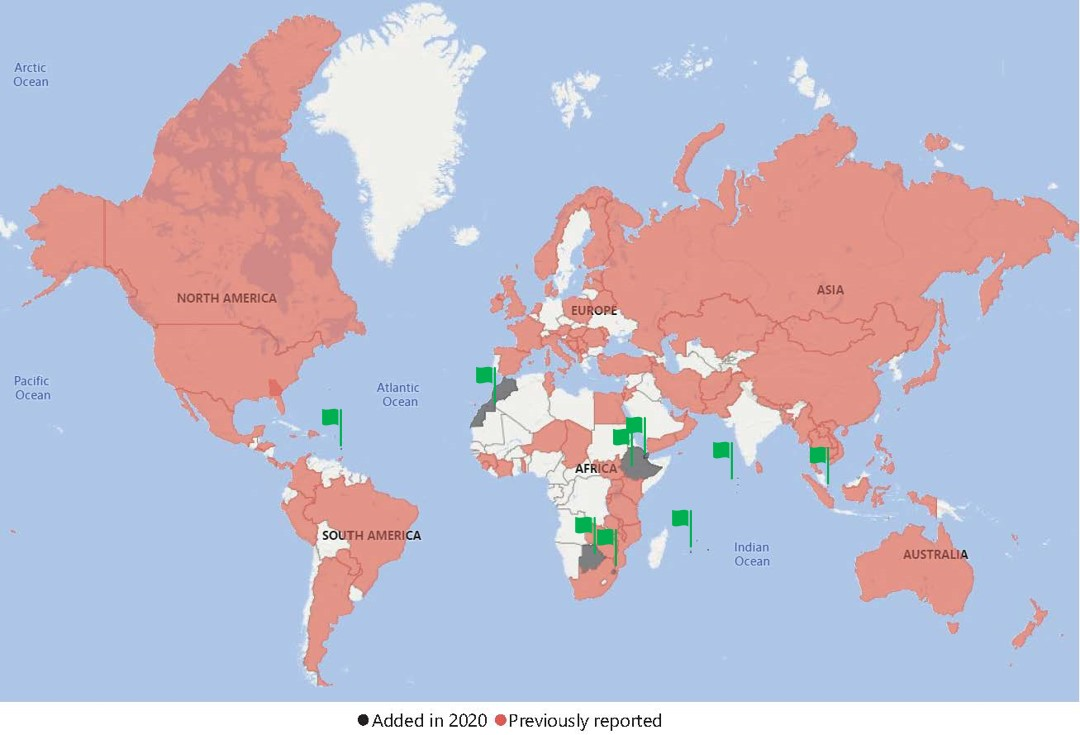 Arctic
Ocean
NORTH AMERICA
EUROPE
ASIA
Pacific
Ocean
Atlantic
Ocean
AFRICA
SOUTH AMERICA
Indian
Ocean
AUSTRALIA
Added in 2020 Previously reported